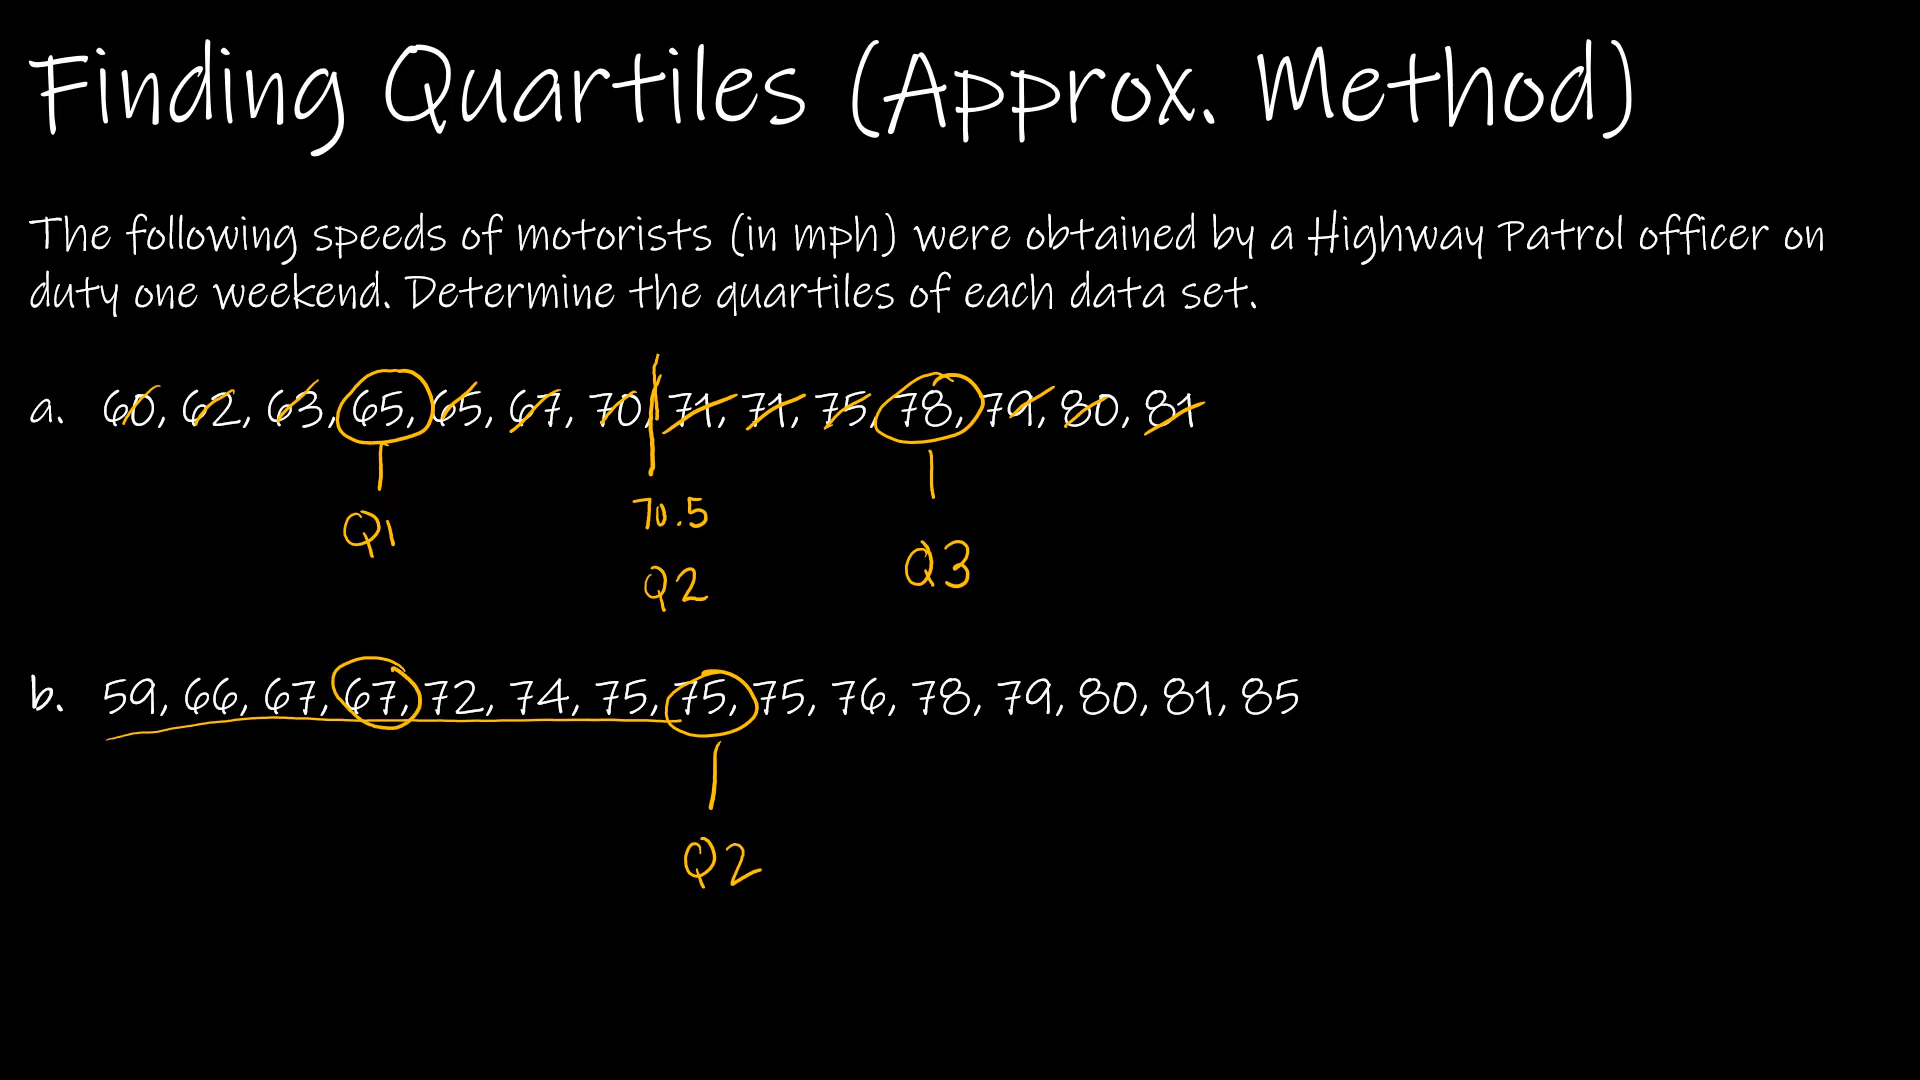 Finding Quartiles (Approx. Method)
The following speeds of motorists (in mph) were obtained by a Highway Patrol officer on
duty one weekend. Determine the quartiles of each data set.
a. 60, 62, 63, 65, 65, 67, 70, 71, 71, 75, 78, 79, 80, 81
Q1
70.5
Q2
Q3
b. 59, 66, 67, 67, 72, 74, 75, 75, 75, 76, 78, 79, 80, 81, 85
Q2